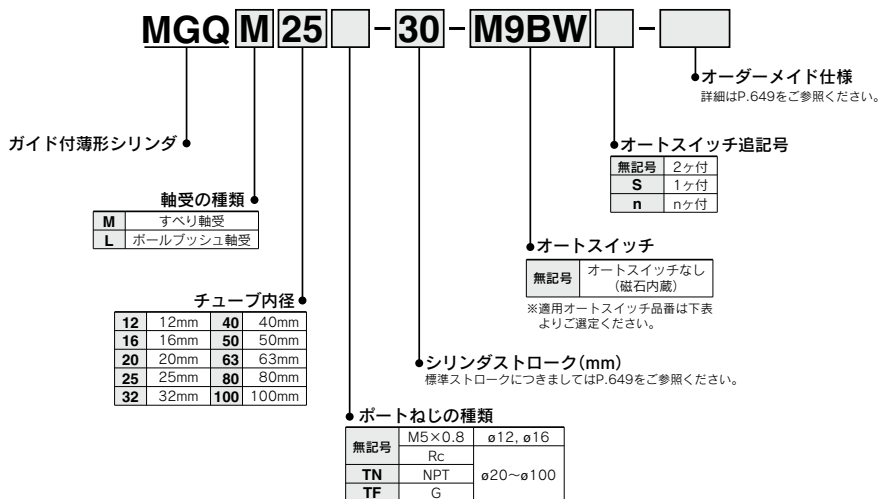 MGQ M 25 - 30 - M9BW -
オーダーメイド仕様
詳細はP.649をご参照ください。
ガイド付薄形シリンダ
オートスイッチ追記号
無記号 2ヶ付
S 1ヶ付
n nヶ付
軸受の種類
M すべり軸受
L ボールブッシュ軸受
オートスイッチ
無記号 オートスイッチなし
(磁石内蔵)
※適用オートスイッチ品番は下表
よりご選定ください。
チューブ内径
12 12mm 40 40mm
16 16mm 50 50mm
20 20mm 63 63mm
25 25mm 80 80mm
32 32mm 100 100mm
シリンダストローク(mm)
標準ストロークにつきましてはP.649をご参照ください。
ポートねじの種類
無記号 M5×0.8 ø12, ø16
Rc ø20〜ø100
TN NPT
TF G